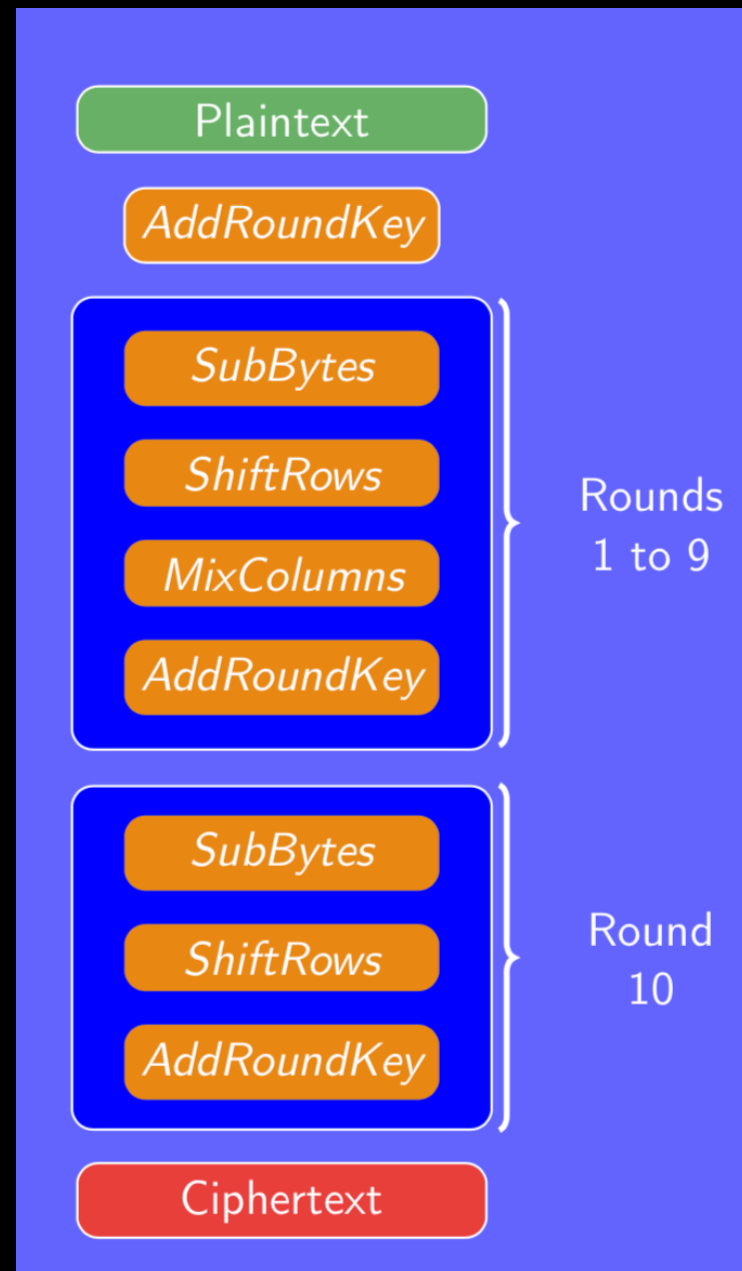 Plaintext
AddRoundKey
SubBytes
ShiftRows
MixColumns
AddRoundKey
Rounds
1 to 9
SubBytes
ShiftRows
AddRoundKey
Round
10
Ciphertext